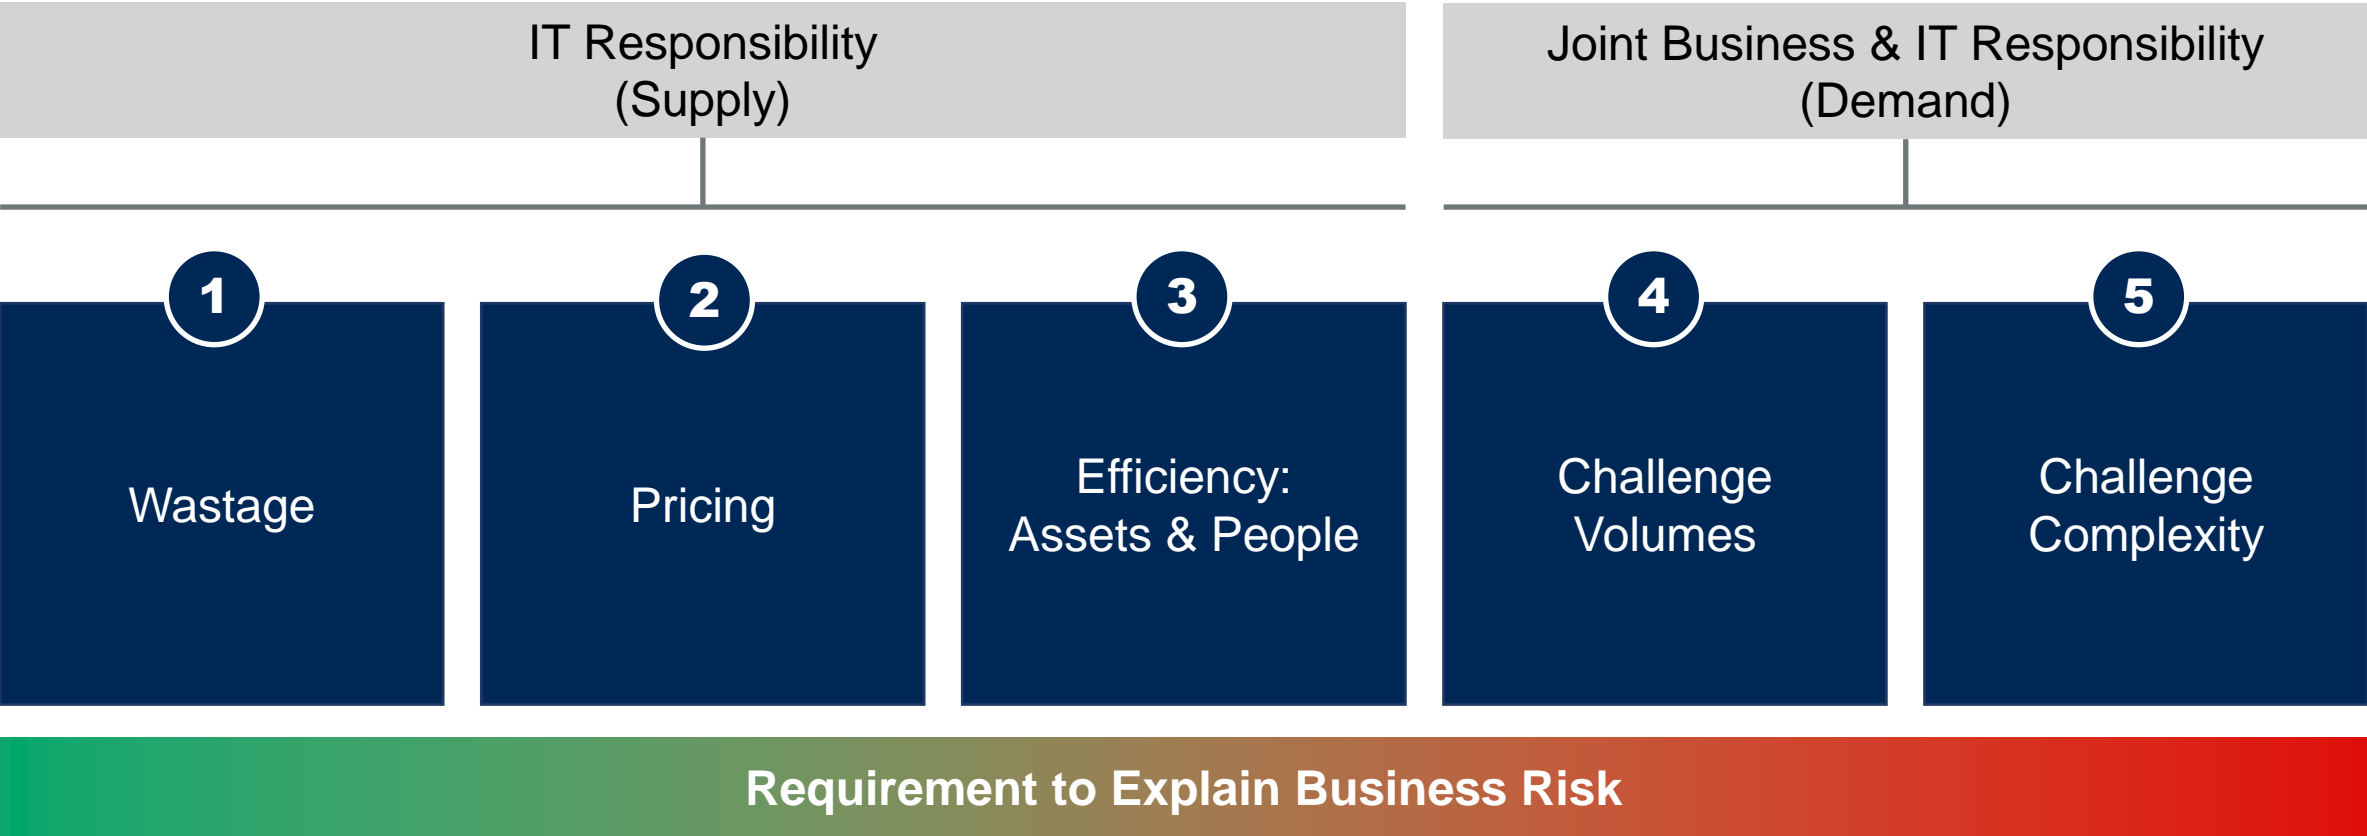 IT Responsibility
(Supply)
Joint Business & IT Responsibility
(Demand)
1
2
3
4
5
Wastage
Pricing
Efficiency:
Assets & People
Challenge
Volumes
Challenge
Complexity
Requirement to Explain Business Risk